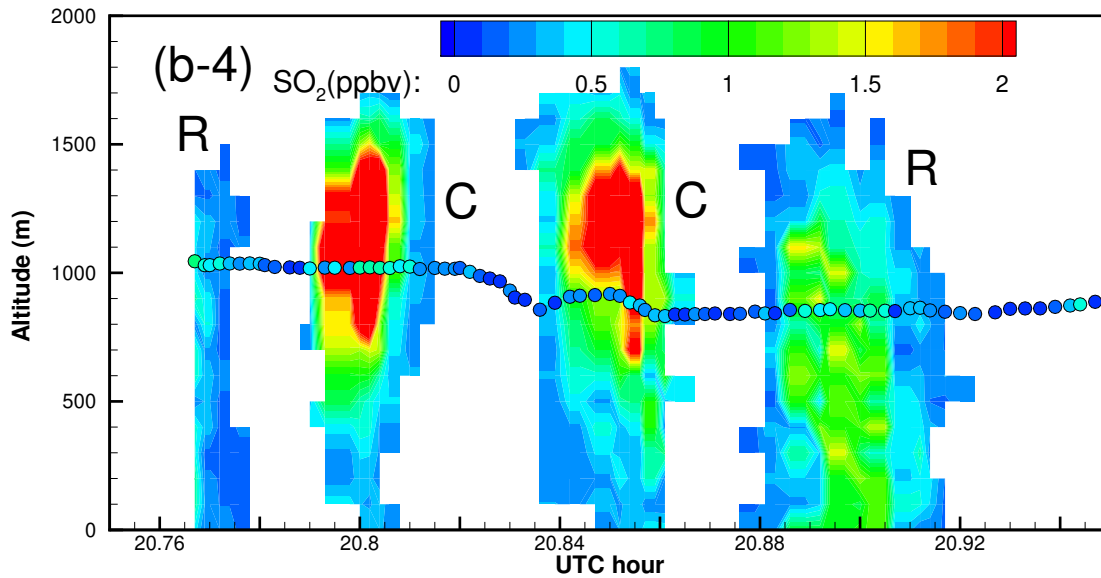 2000
(b-4)
SO2(ppbv): 0 0.5 1 1.5 2
1500
R
R
C
C
1000
Altitude (m)
500
0
20.76 20.8 20.84 20.88 20.92
UTC hour